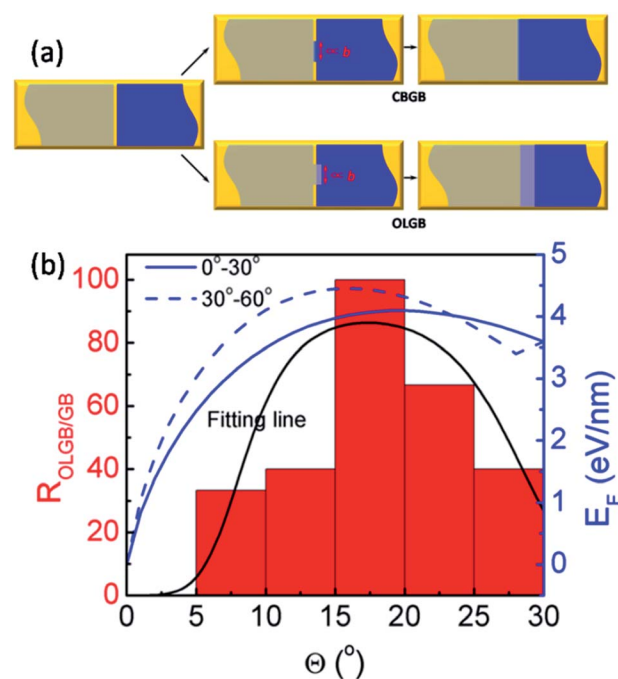 (a)
= b
CBGB
= b
OLGB
(b)
0°-30°
30°-60°
Fitting line
R_OLGB/GB
100
80
60
40
20
0
5
4
3
2
1
0
E_F (eV/nm)
0 5 10 15 20 25 30
Θ (°)